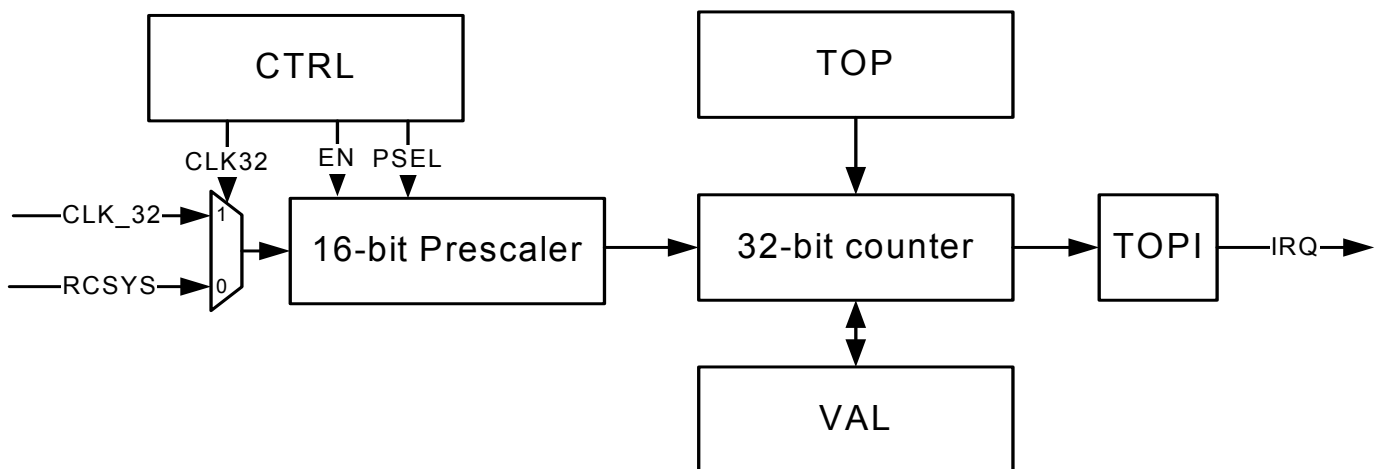 CTRL
TOP
CLK32 EN PSEL
CLK_32
1
16-bit Prescaler
32-bit counter
TOPI
IRQ
RCSYS
0
VAL